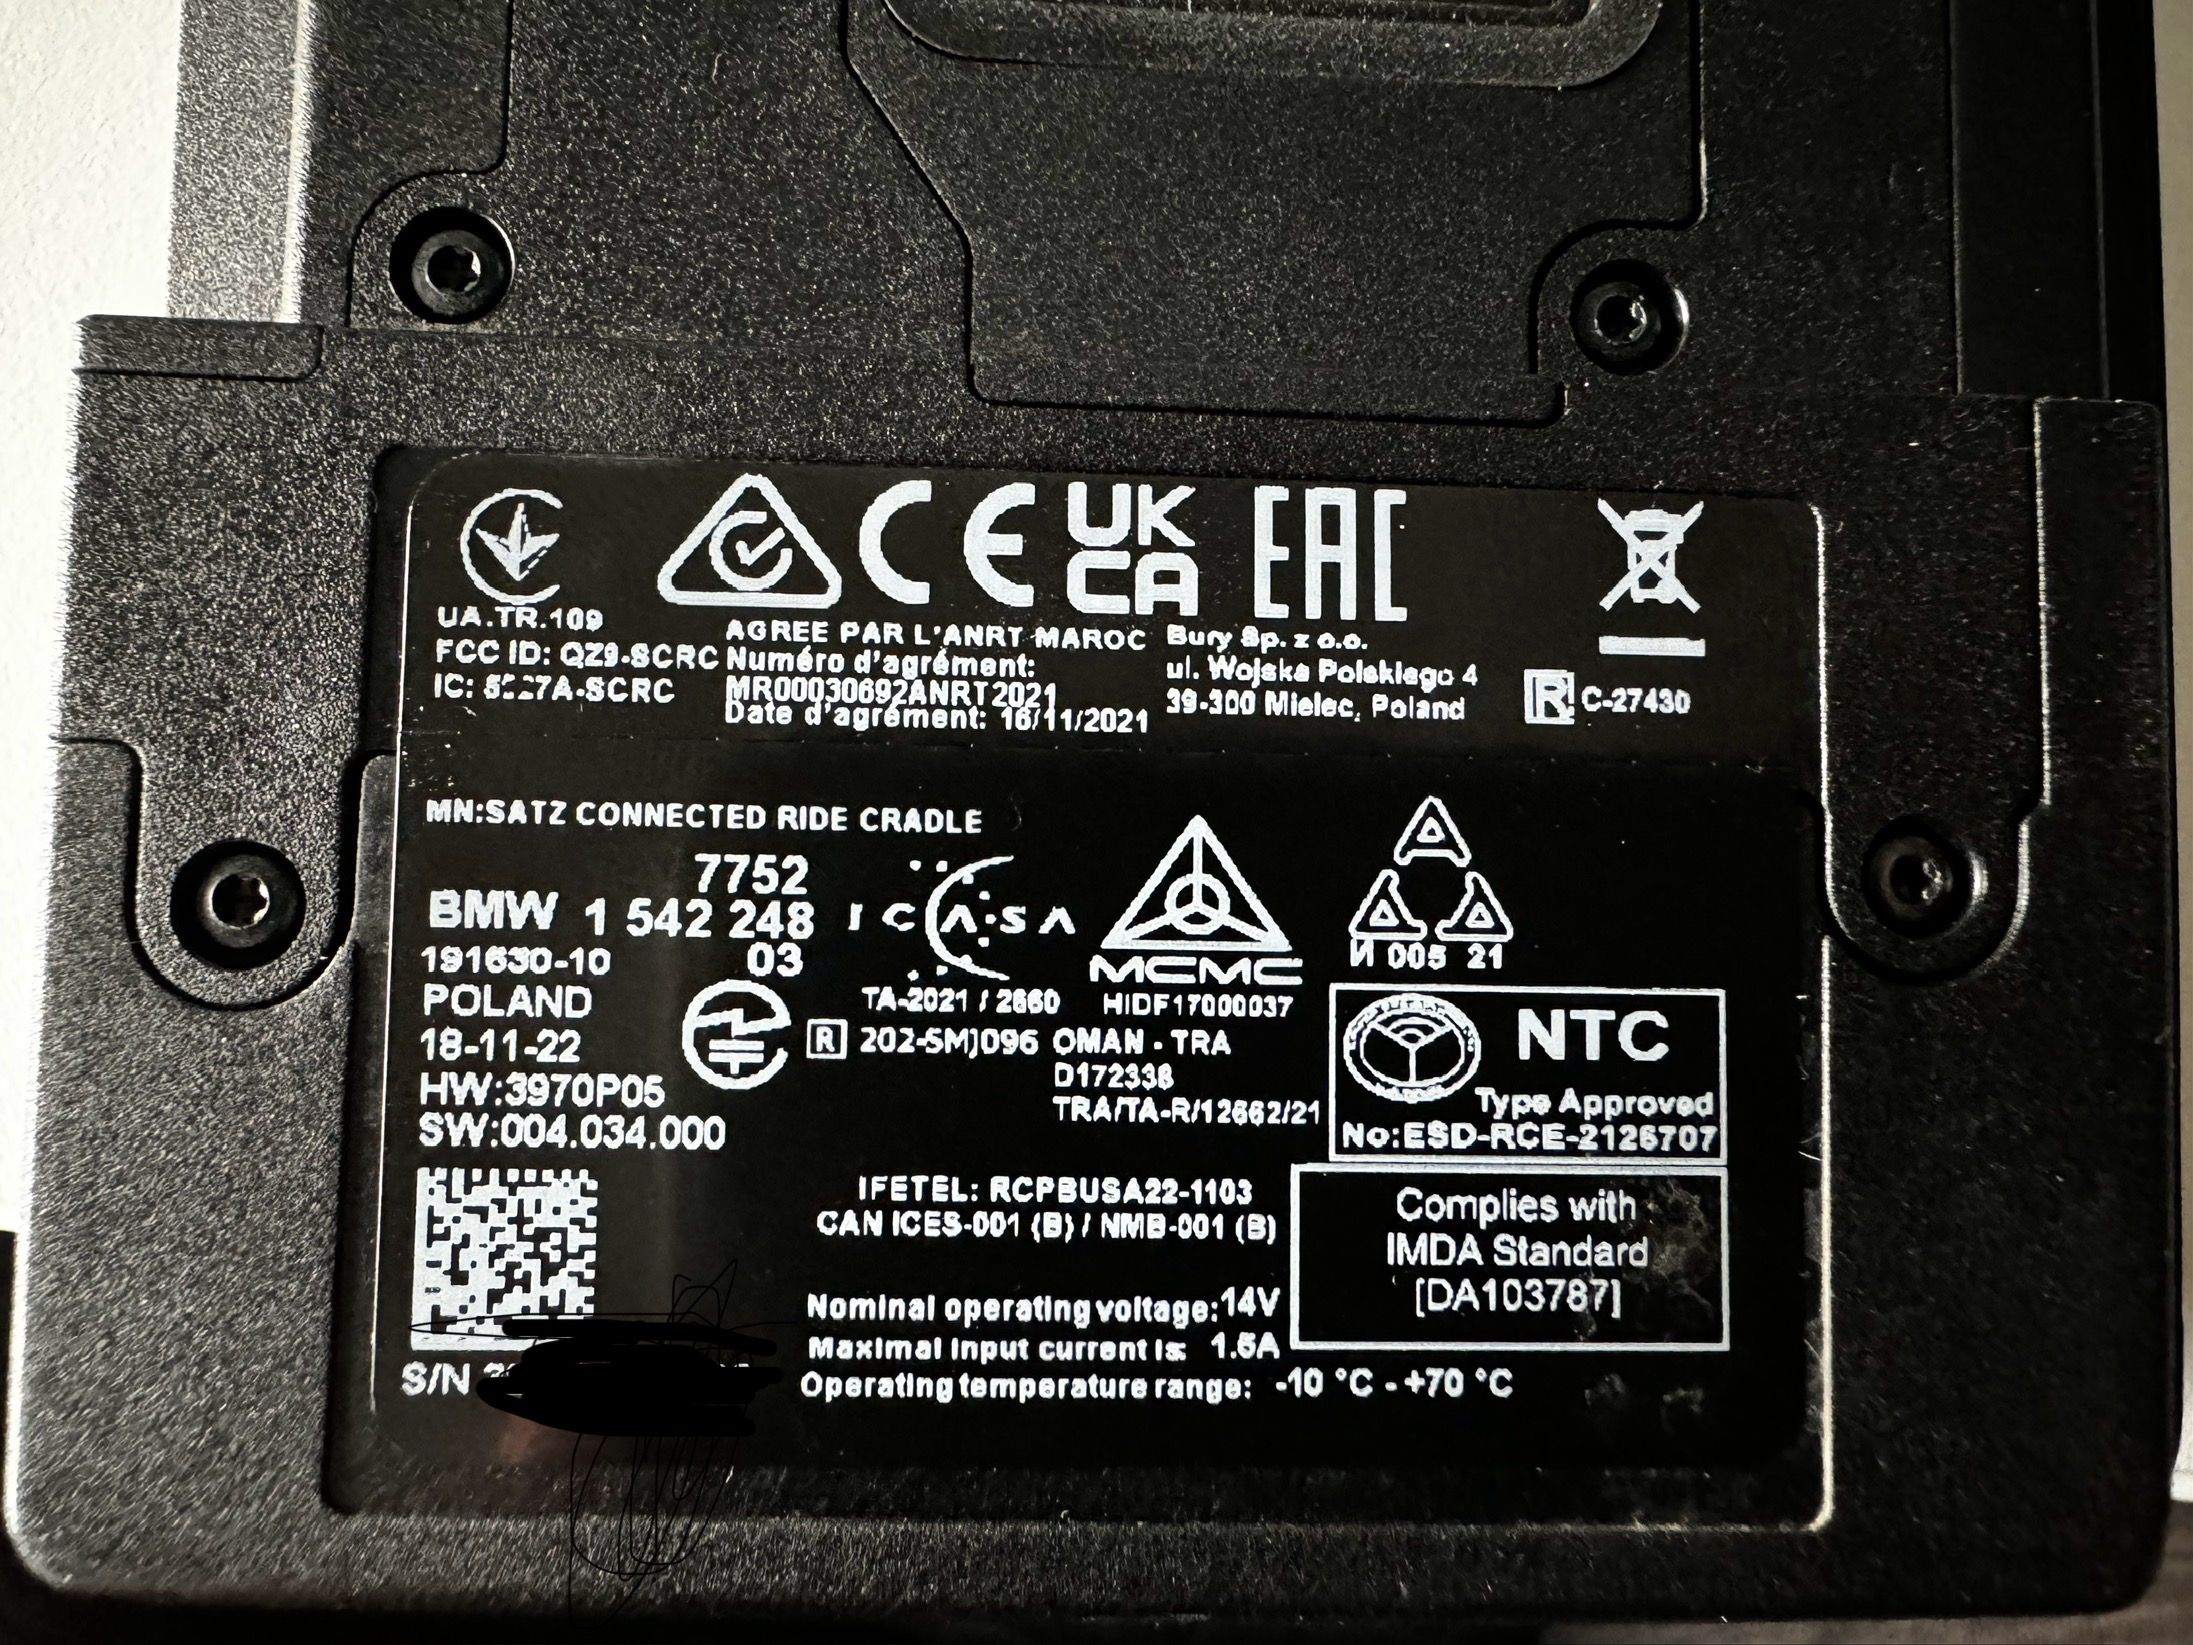 CE
UK
CA
EAC
UA.TR.109
FCC ID: QZ9-SCRC
IC: -SCRC
AGREE PAR L'ANRT MAROC
Numéro d'agrément:
MR00030692ANRT2021
Date d'agrément: 16/11/2021
Bury Sp. z o.o.
ul. Wojska Polskiego 4
39-300 Mielec, Poland
R C-27430
MN:SATZ CONNECTED RIDE CRADLE
7752
BMW 1 542 248
03
191630-10
POLAND
18-11-22
HW:3970P05
SW:004.034.000
ICASA
TA-2021 / 2660
MCMC
HIDF17000037
И 005 21
R 202-SMJ096
OMAN - TRA
D172338
TRA/TA-R/12662/21
NTC
Type Approved
No:ESD-RCE-2126707
IFETEL: RCPBUSA22-1103
CAN ICES-001 (B) / NMB-001 (B)
Complies with
IMDA Standard
[DA103787]
Nominal operating voltage:14V
Maximal input current is: 1.5A
Operating temperature range: -10 °C - +70 °C
S/N